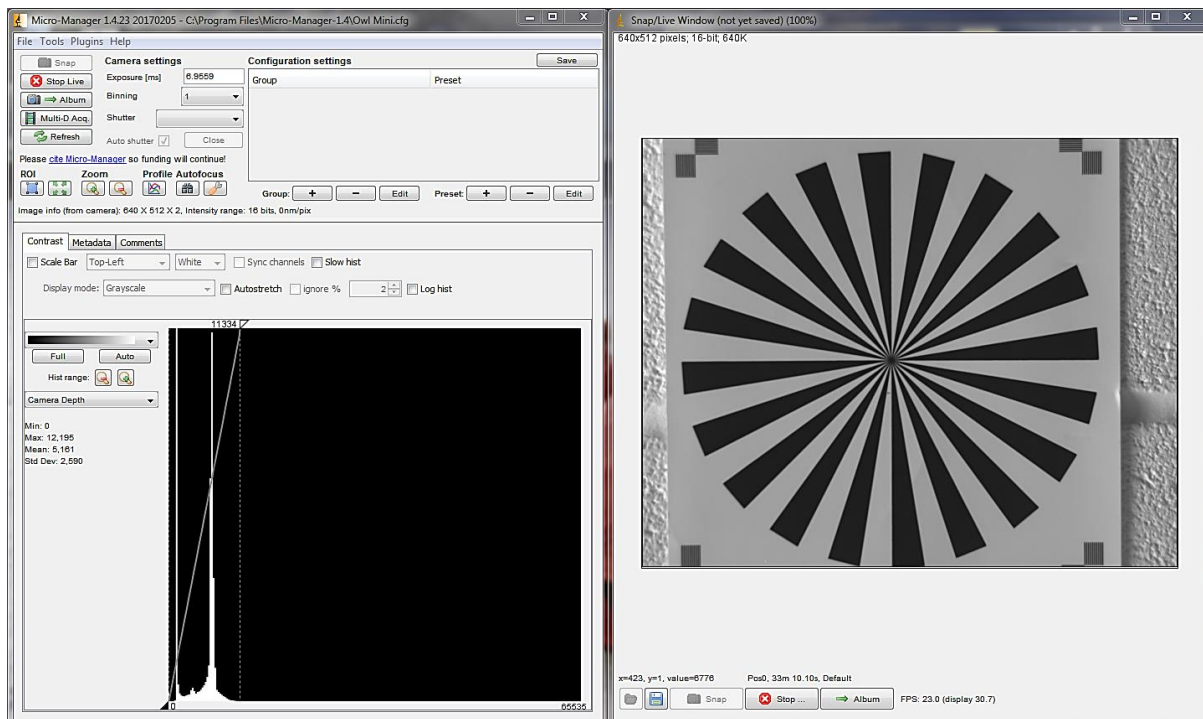 Micro-Manager 1.4.23 20170205 - C:\Program Files\Micro-Manager-1.4\Owl Mini.cfg
File Tools Plugins Help
Snap
Stop Live
Album
Multi-D Acq.
Refresh
Camera settings
Exposure [ms] 6.9559
Binning 1
Shutter
Auto shutter Close
Configuration settings Save
Group Preset
Please cite Micro-Manager so funding will continue!
ROI Zoom Profile Autofocus
Group: + − Edit Preset: + − Edit
Image info (from camera): 640 X 512 X 2, Intensity range: 16 bits, 0nm/pix
Contrast Metadata Comments
Scale Bar Top-Left White Sync channels Slow hist
Display mode: Grayscale Autostretch ignore % 2 Log hist
11334
Full Auto
Hist range:
Camera Depth
Min: 0
Max: 12,195
Mean: 5,161
Std Dev: 2,590
0 65535
Snap/Live Window (not yet saved) (100%)
640x512 pixels; 16-bit; 640K
x=423, y=1, value=6776 Pos0, 33m 10.10s, Default
Snap Stop ... Album FPS: 23.0 (display 30.7)